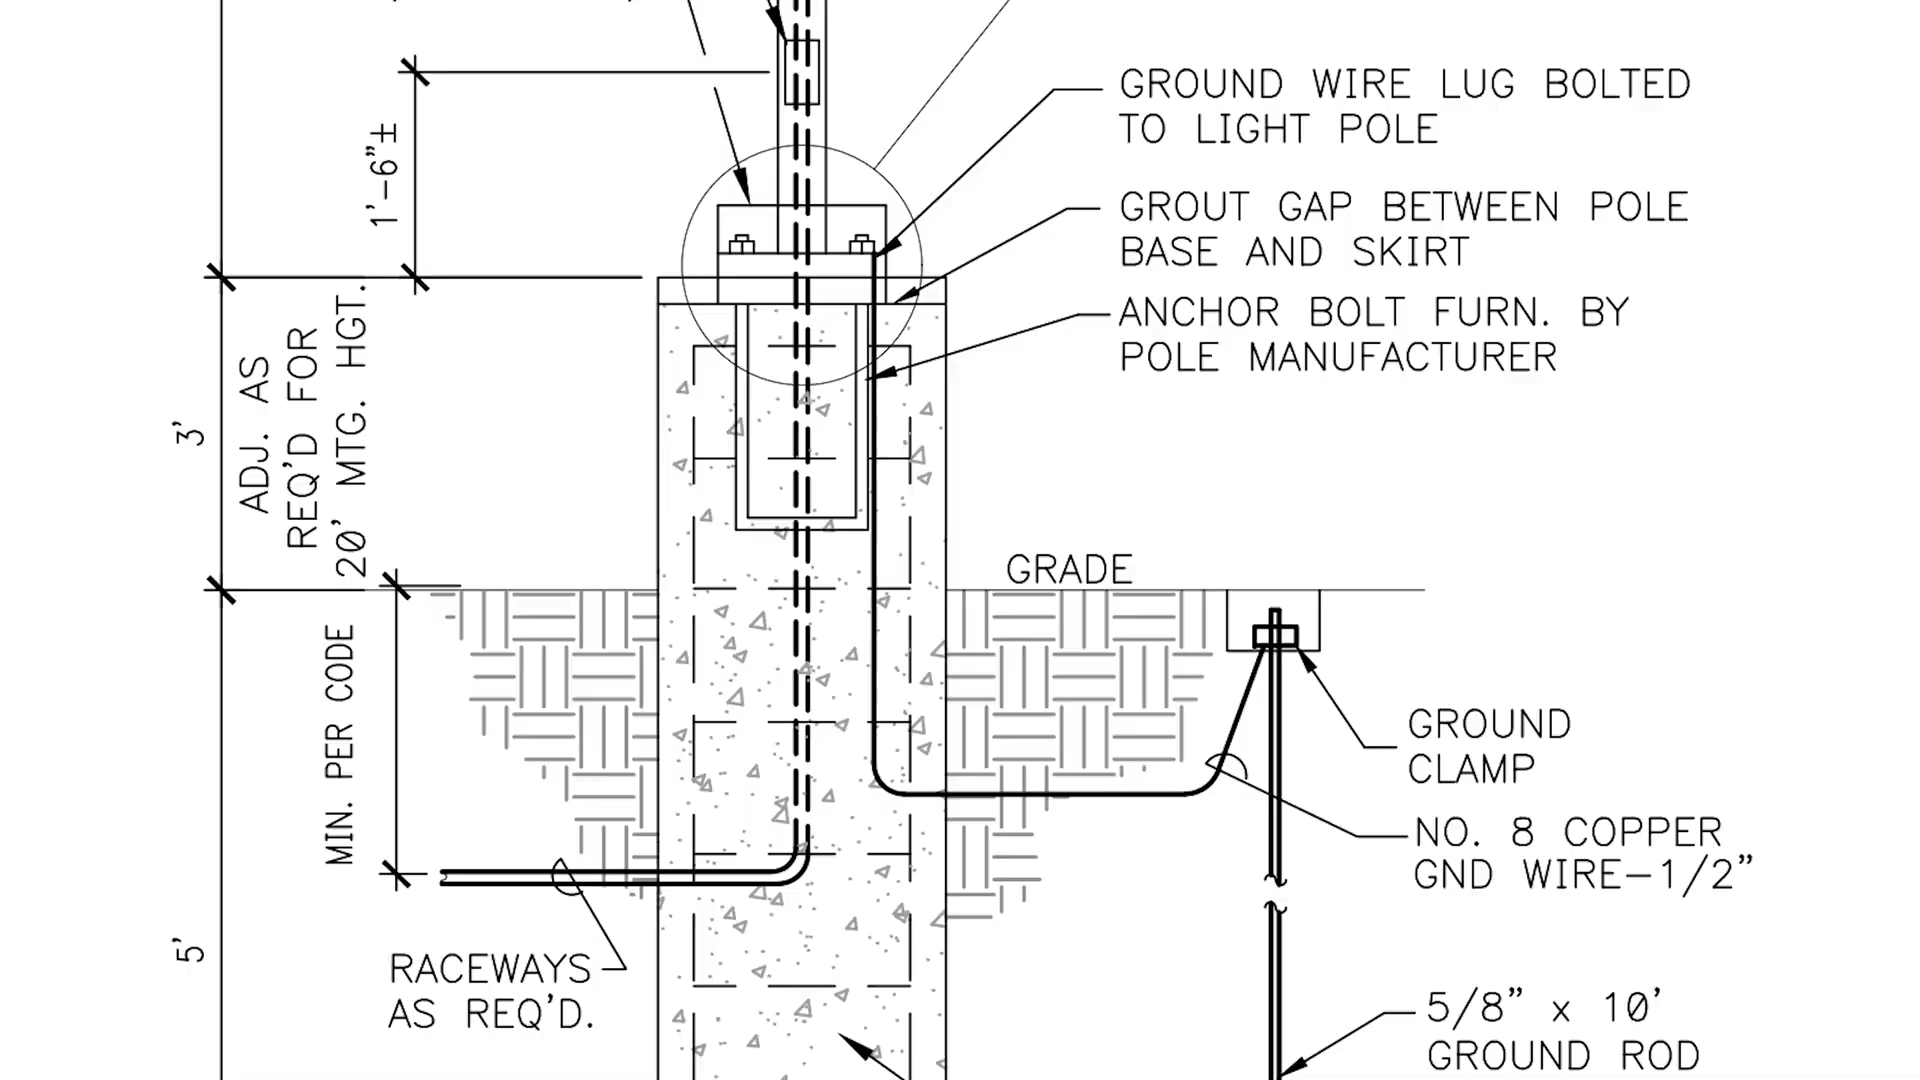 GROUND WIRE LUG BOLTED
TO LIGHT POLE
1'-6"±
GROUT GAP BETWEEN POLE
BASE AND SKIRT
ANCHOR BOLT FURN. BY
POLE MANUFACTURER
3'
ADJ. AS
REQ'D FOR
20' MTG. HGT.
GRADE
MIN. PER CODE
GROUND
CLAMP
NO. 8 COPPER
GND WIRE-1/2"
5'
RACEWAYS
AS REQ'D.
5/8" x 10'
GROUND ROD